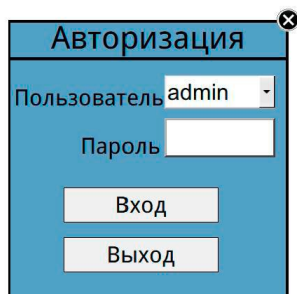 Авторизация
Пользователь admin
Пароль
Вход
Выход